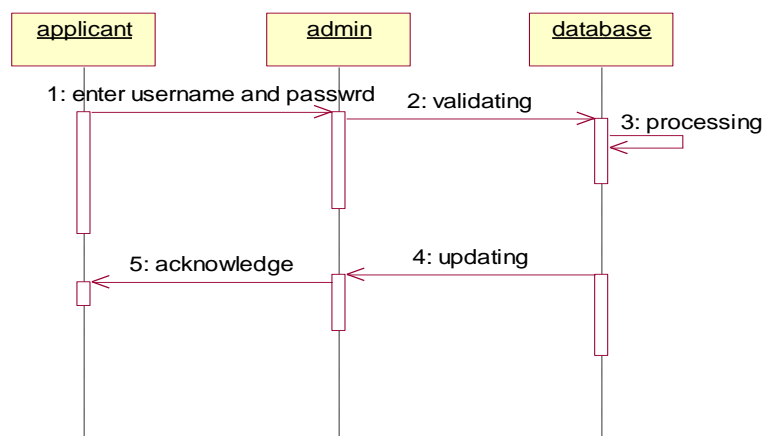 applicant
admin
database
1: enter username and passwrd
2: validating
3: processing
4: updating
5: acknowledge